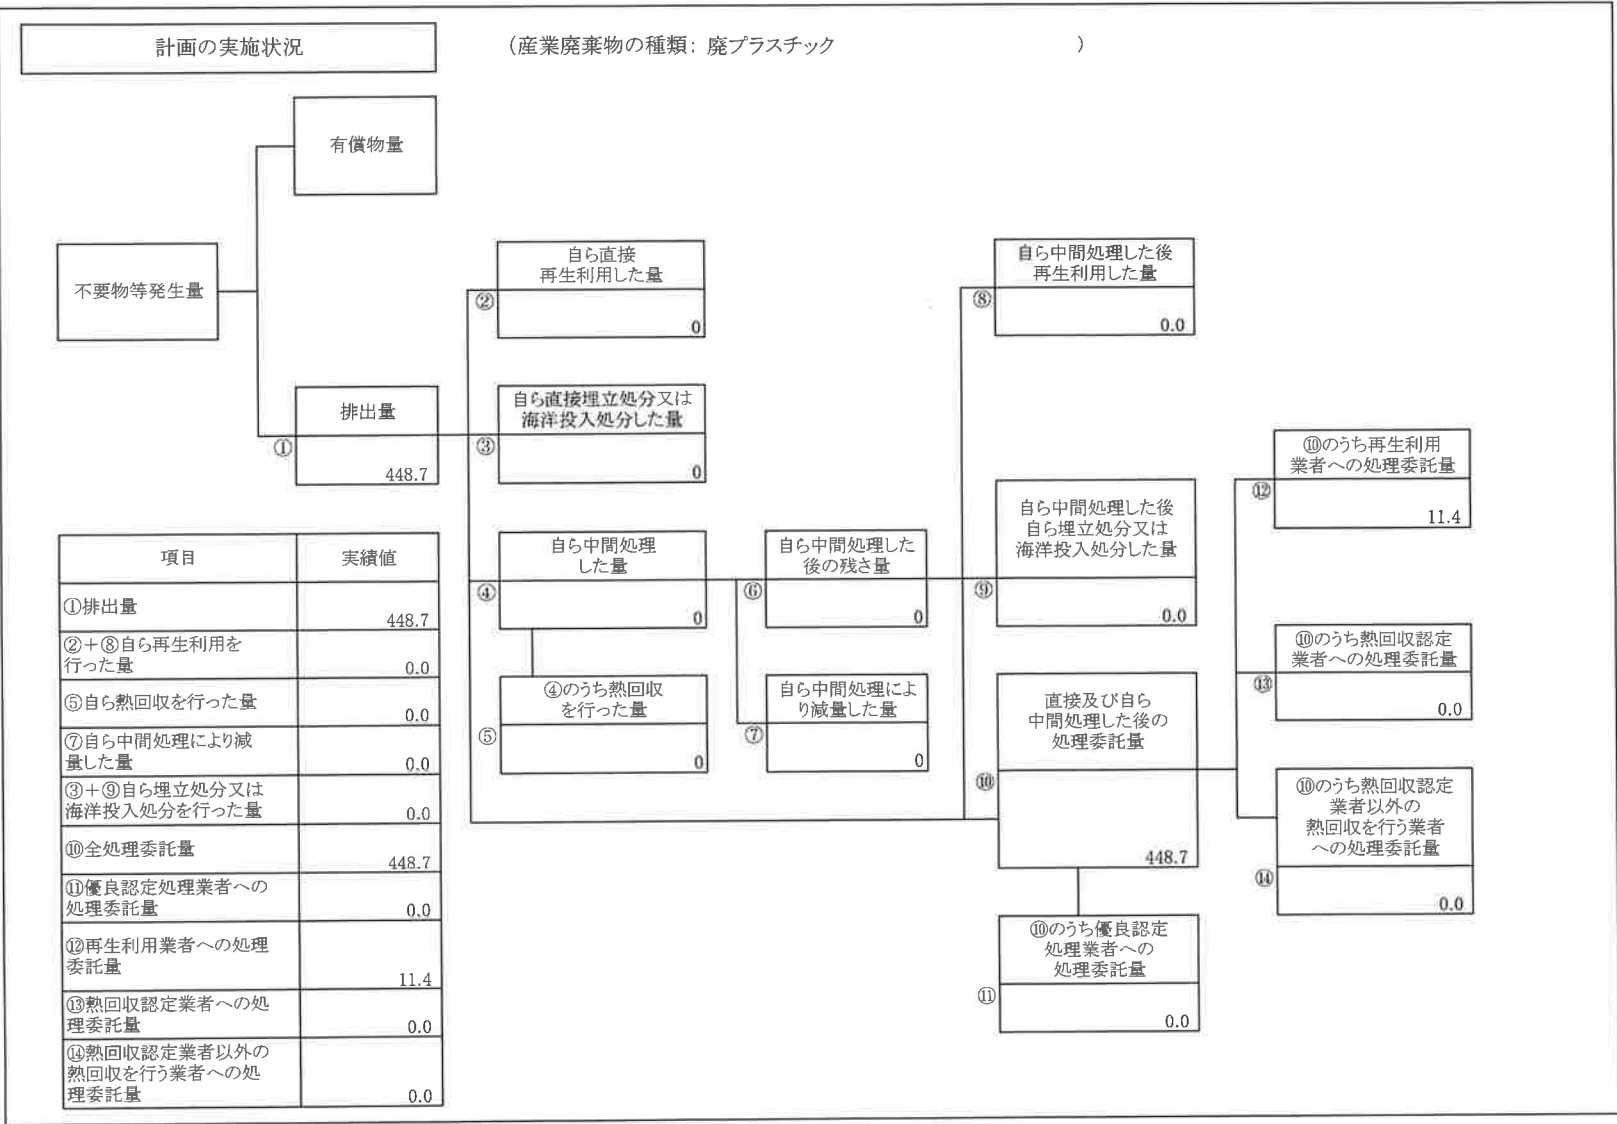 計画の実施状況
（産業廃棄物の種類：廃プラスチック　　　　　）
有償物量
不要物等発生量
排出量
①
448.7
自ら直接
再生利用した量
②
0
自ら直接埋立処分又は
海洋投入処分した量
③
0
自ら中間処理
した量
④
0
④のうち熱回収
を行った量
⑤
0
自ら中間処理した
後の残さ量
⑥
0
自ら中間処理によ
り減量した量
⑦
0
自ら中間処理した後
再生利用した量
⑧
0.0
自ら中間処理した後
自ら埋立処分又は
海洋投入処分した量
⑨
0.0
直接及び自ら
中間処理した後の
処理委託量
⑩
448.7
⑩のうち優良認定
処理業者への
処理委託量
⑪
0.0
⑩のうち再生利用
業者への処理委託量
⑫
11.4
⑩のうち熱回収認定
業者への処理委託量
⑬
0.0
⑩のうち熱回収認定
業者以外の
熱回収を行う業者
への処理委託量
⑭
0.0
項目　実績値
①排出量
448.7
②＋⑧自ら再生利用を
行った量
0.0
⑤自ら熱回収を行った量
0.0
⑦自ら中間処理により減
量した量
0.0
③＋⑨自ら埋立処分又は
海洋投入処分を行った量
0.0
⑩全処理委託量
448.7
⑪優良認定処理業者への
処理委託量
0.0
⑫再生利用業者への処理
委託量
11.4
⑬熱回収認定業者への処
理委託量
0.0
⑭熱回収認定業者以外の
熱回収を行う業者への処
理委託量
0.0